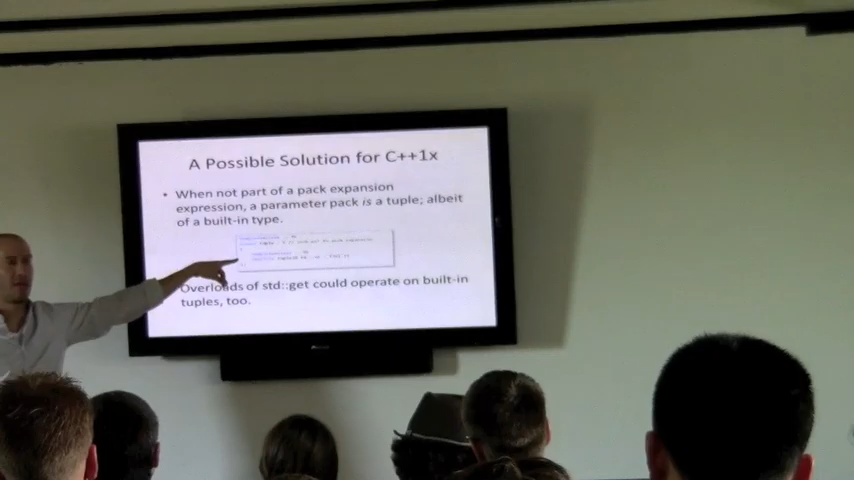 A Possible Solution for C++1x
• When not part of a pack expansion
expression, a parameter pack is a tuple; albeit
of a built-in type.
Overloads of std::get could operate on built-in
tuples, too.